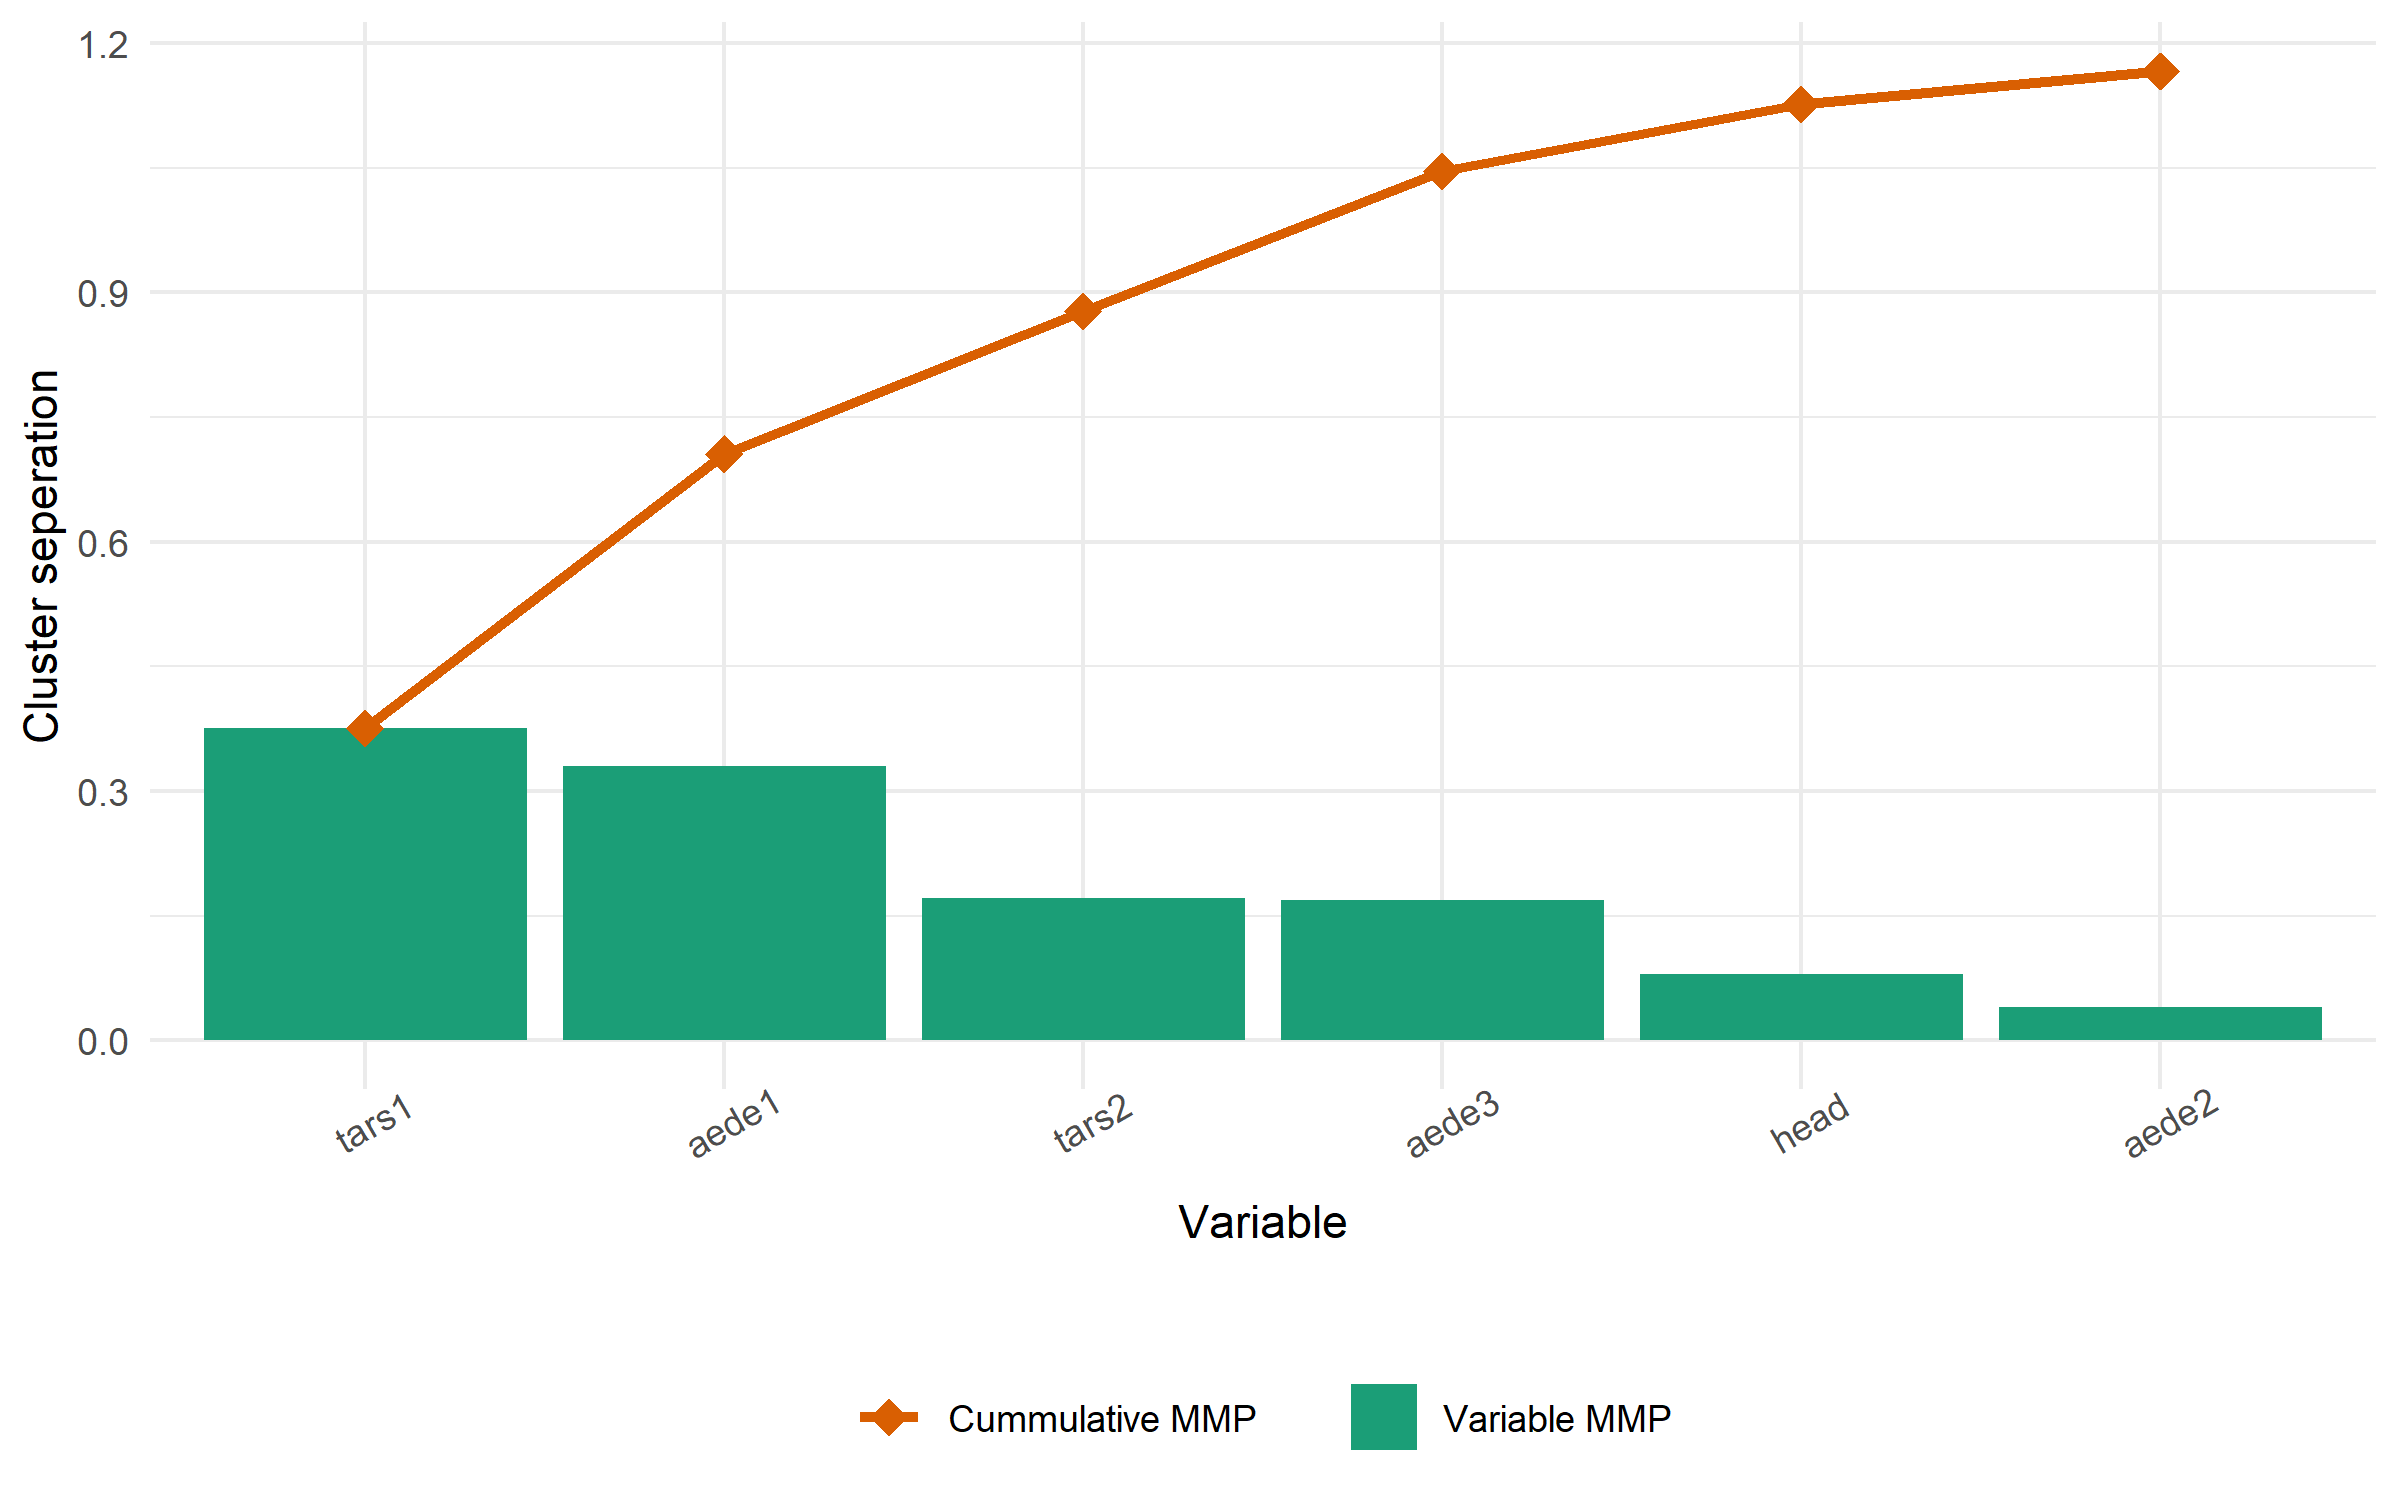 1.2
0.9
0.6
0.3
0.0
Cluster seperation
tars1
aede1
tars2
aede3
head
aede2
Variable
Cummulative MMP
Variable MMP